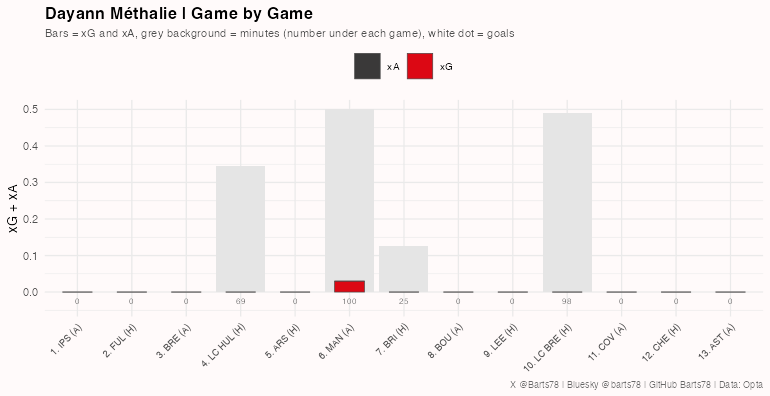 Dayann Méthalie | Game by Game
Bars = xG and xA, grey background = minutes (number under each game), white dot = goals
xA xG
xG + xA
0.5
0.4
0.3
0.2
0.1
0.0
0 0 0 69 0 100 25 0 0 98 0 0 0
1. IPS (A)
2. FUL (H)
3. BRE (A)
4. LC HUL (H)
5. ARS (H)
6. MAN (A)
7. BRI (H)
8. BOU (A)
9. LEE (H)
10. LC BRE (H)
11. COV (A)
12. CHE (H)
13. AST (A)
X @Barts78 | Bluesky @barts78 | GitHub Barts78 | Data: Opta